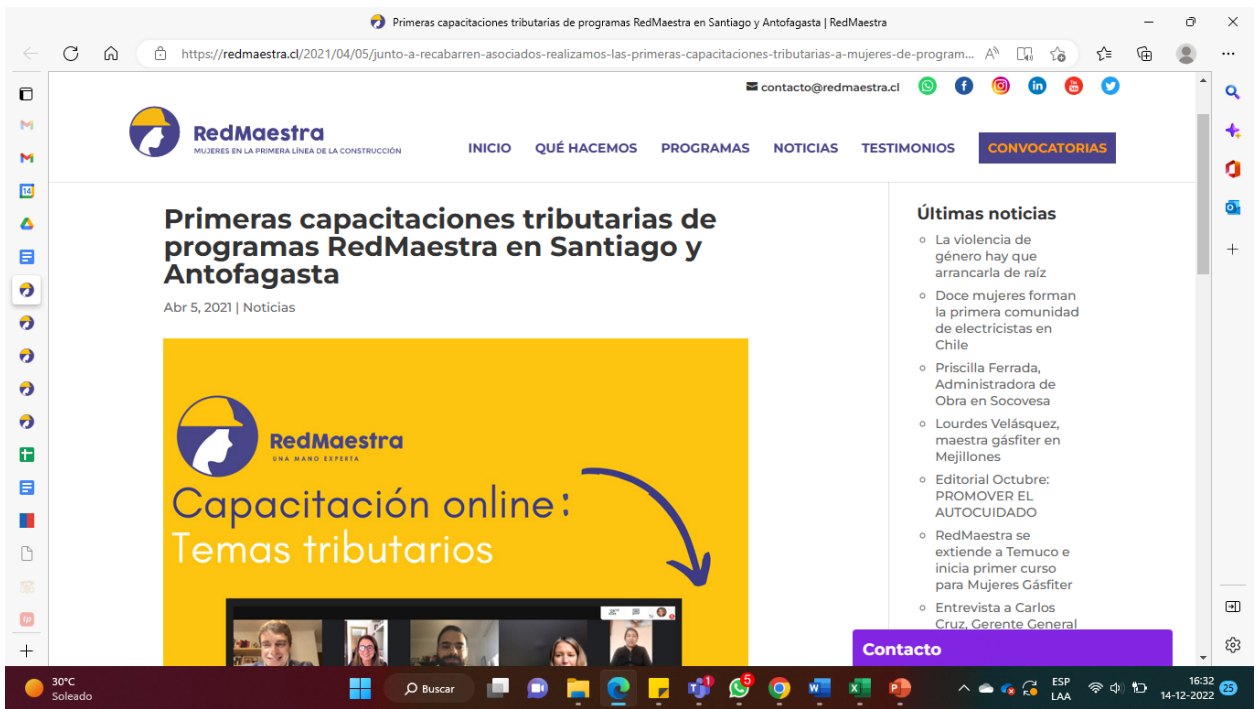 Primeras capacitaciones tributarias de programas RedMaestra en Santiago y Antofagasta | RedMaestra
https://redmaestra.cl/2021/04/05/junto-a-recabarren-asociados-realizamos-las-primeras-capacitaciones-tributarias-a-mujeres-de-program...
contacto@redmaestra.cl
RedMaestra
MUJERES EN LA PRIMERA LÍNEA DE LA CONSTRUCCIÓN
INICIO QUÉ HACEMOS PROGRAMAS NOTICIAS TESTIMONIOS CONVOCATORIAS
Primeras capacitaciones tributarias de
programas RedMaestra en Santiago y
Antofagasta
Abr 5, 2021 | Noticias
RedMaestra
UNA MANO EXPERTA
Capacitación online:
Temas tributarios
Últimas noticias
La violencia de
género hay que
arrancarla de raíz
Doce mujeres forman
la primera comunidad
de electricistas en
Chile
Priscilla Ferrada,
Administradora de
Obra en Socovesa
Lourdes Velásquez,
maestra gásfiter en
Mejillones
Editorial Octubre:
PROMOVER EL
AUTOCUIDADO
RedMaestra se
extiende a Temuco e
inicia primer curso
para Mujeres Gásfiter
Entrevista a Carlos
Cruz, Gerente General
Contacto
30°C
Soleado
Buscar
5
ESP
LAA
16:32
14-12-2022
25